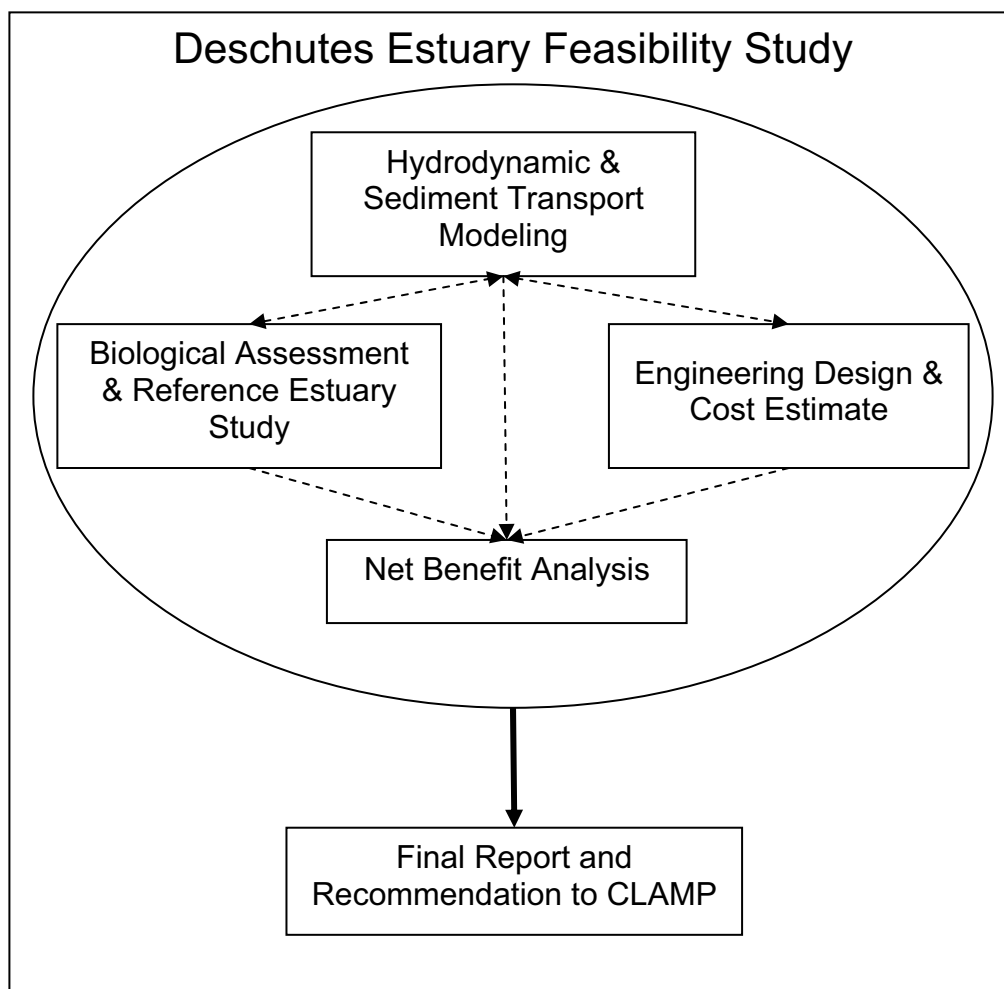 Deschutes Estuary Feasibility Study
Hydrodynamic &
Sediment Transport
Modeling
Biological Assessment
& Reference Estuary
Study
Engineering Design &
Cost Estimate
Net Benefit Analysis
Final Report and
Recommendation to CLAMP